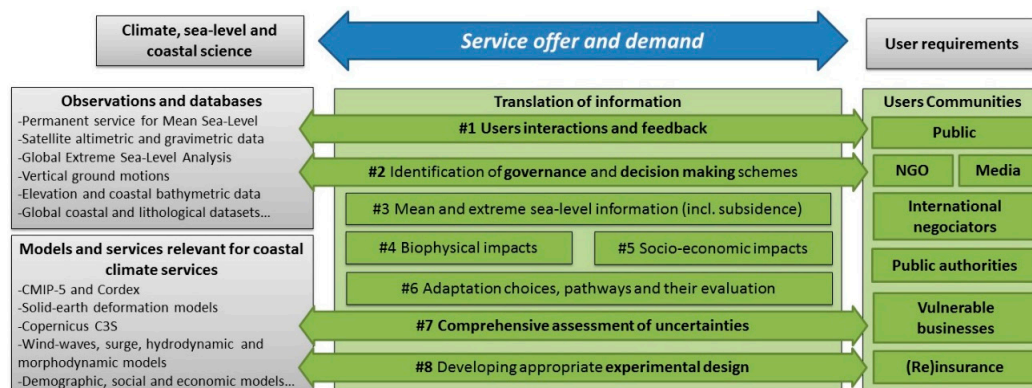 Climate, sea-level and
coastal science
Service offer and demand
User requirements
Observations and databases
-Permanent service for Mean Sea-Level
-Satellite altimetric and gravimetric data
-Global Extreme Sea-Level Analysis
-Vertical ground motions
-Elevation and coastal bathymetric data
-Global coastal and lithological datasets...
Models and services relevant for coastal
climate services
-CMIP-5 and Cordex
-Solid-earth deformation models
-Copernicus C3S
-Wind-waves, surge, hydrodynamic and
morphodynamic models
-Demographic, social and economic models...
Translation of information
#1 Users interactions and feedback
#2 Identification of governance and decision making schemes
#3 Mean and extreme sea-level information (incl. subsidence)
#4 Biophysical impacts
#5 Socio-economic impacts
#6 Adaptation choices, pathways and their evaluation
#7 Comprehensive assessment of uncertainties
#8 Developing appropriate experimental design
Users Communities
Public
NGO
Media
International
negociators
Public authorities
Vulnerable
businesses
(Re)insurance